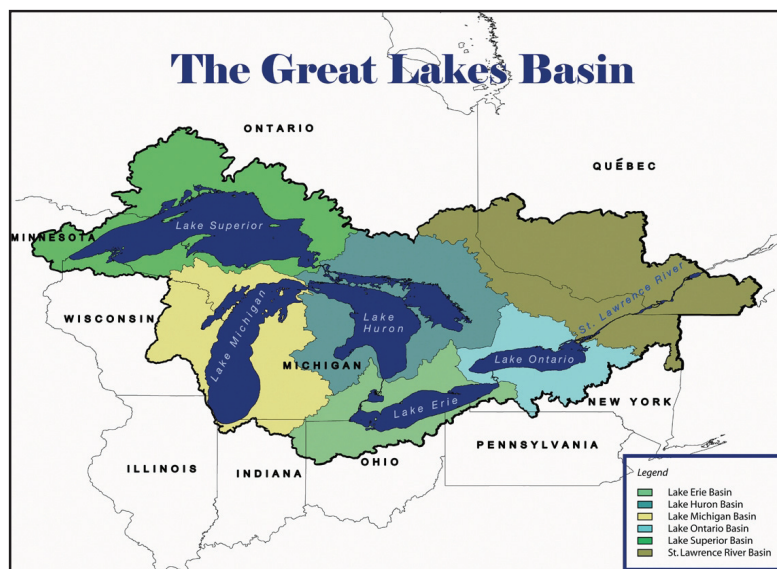 The Great Lakes Basin
ONTARIO
QUÉBEC
MINNESOTA
Lake Superior
St. Lawrence River
WISCONSIN
Lake Michigan
Lake
Huron
MICHIGAN
Lake Ontario
Lake Erie
NEW YORK
PENNSYLVANIA
ILLINOIS
INDIANA
OHIO
Legend
Lake Erie Basin
Lake Huron Basin
Lake Michigan Basin
Lake Ontario Basin
Lake Superior Basin
St. Lawrence River Basin